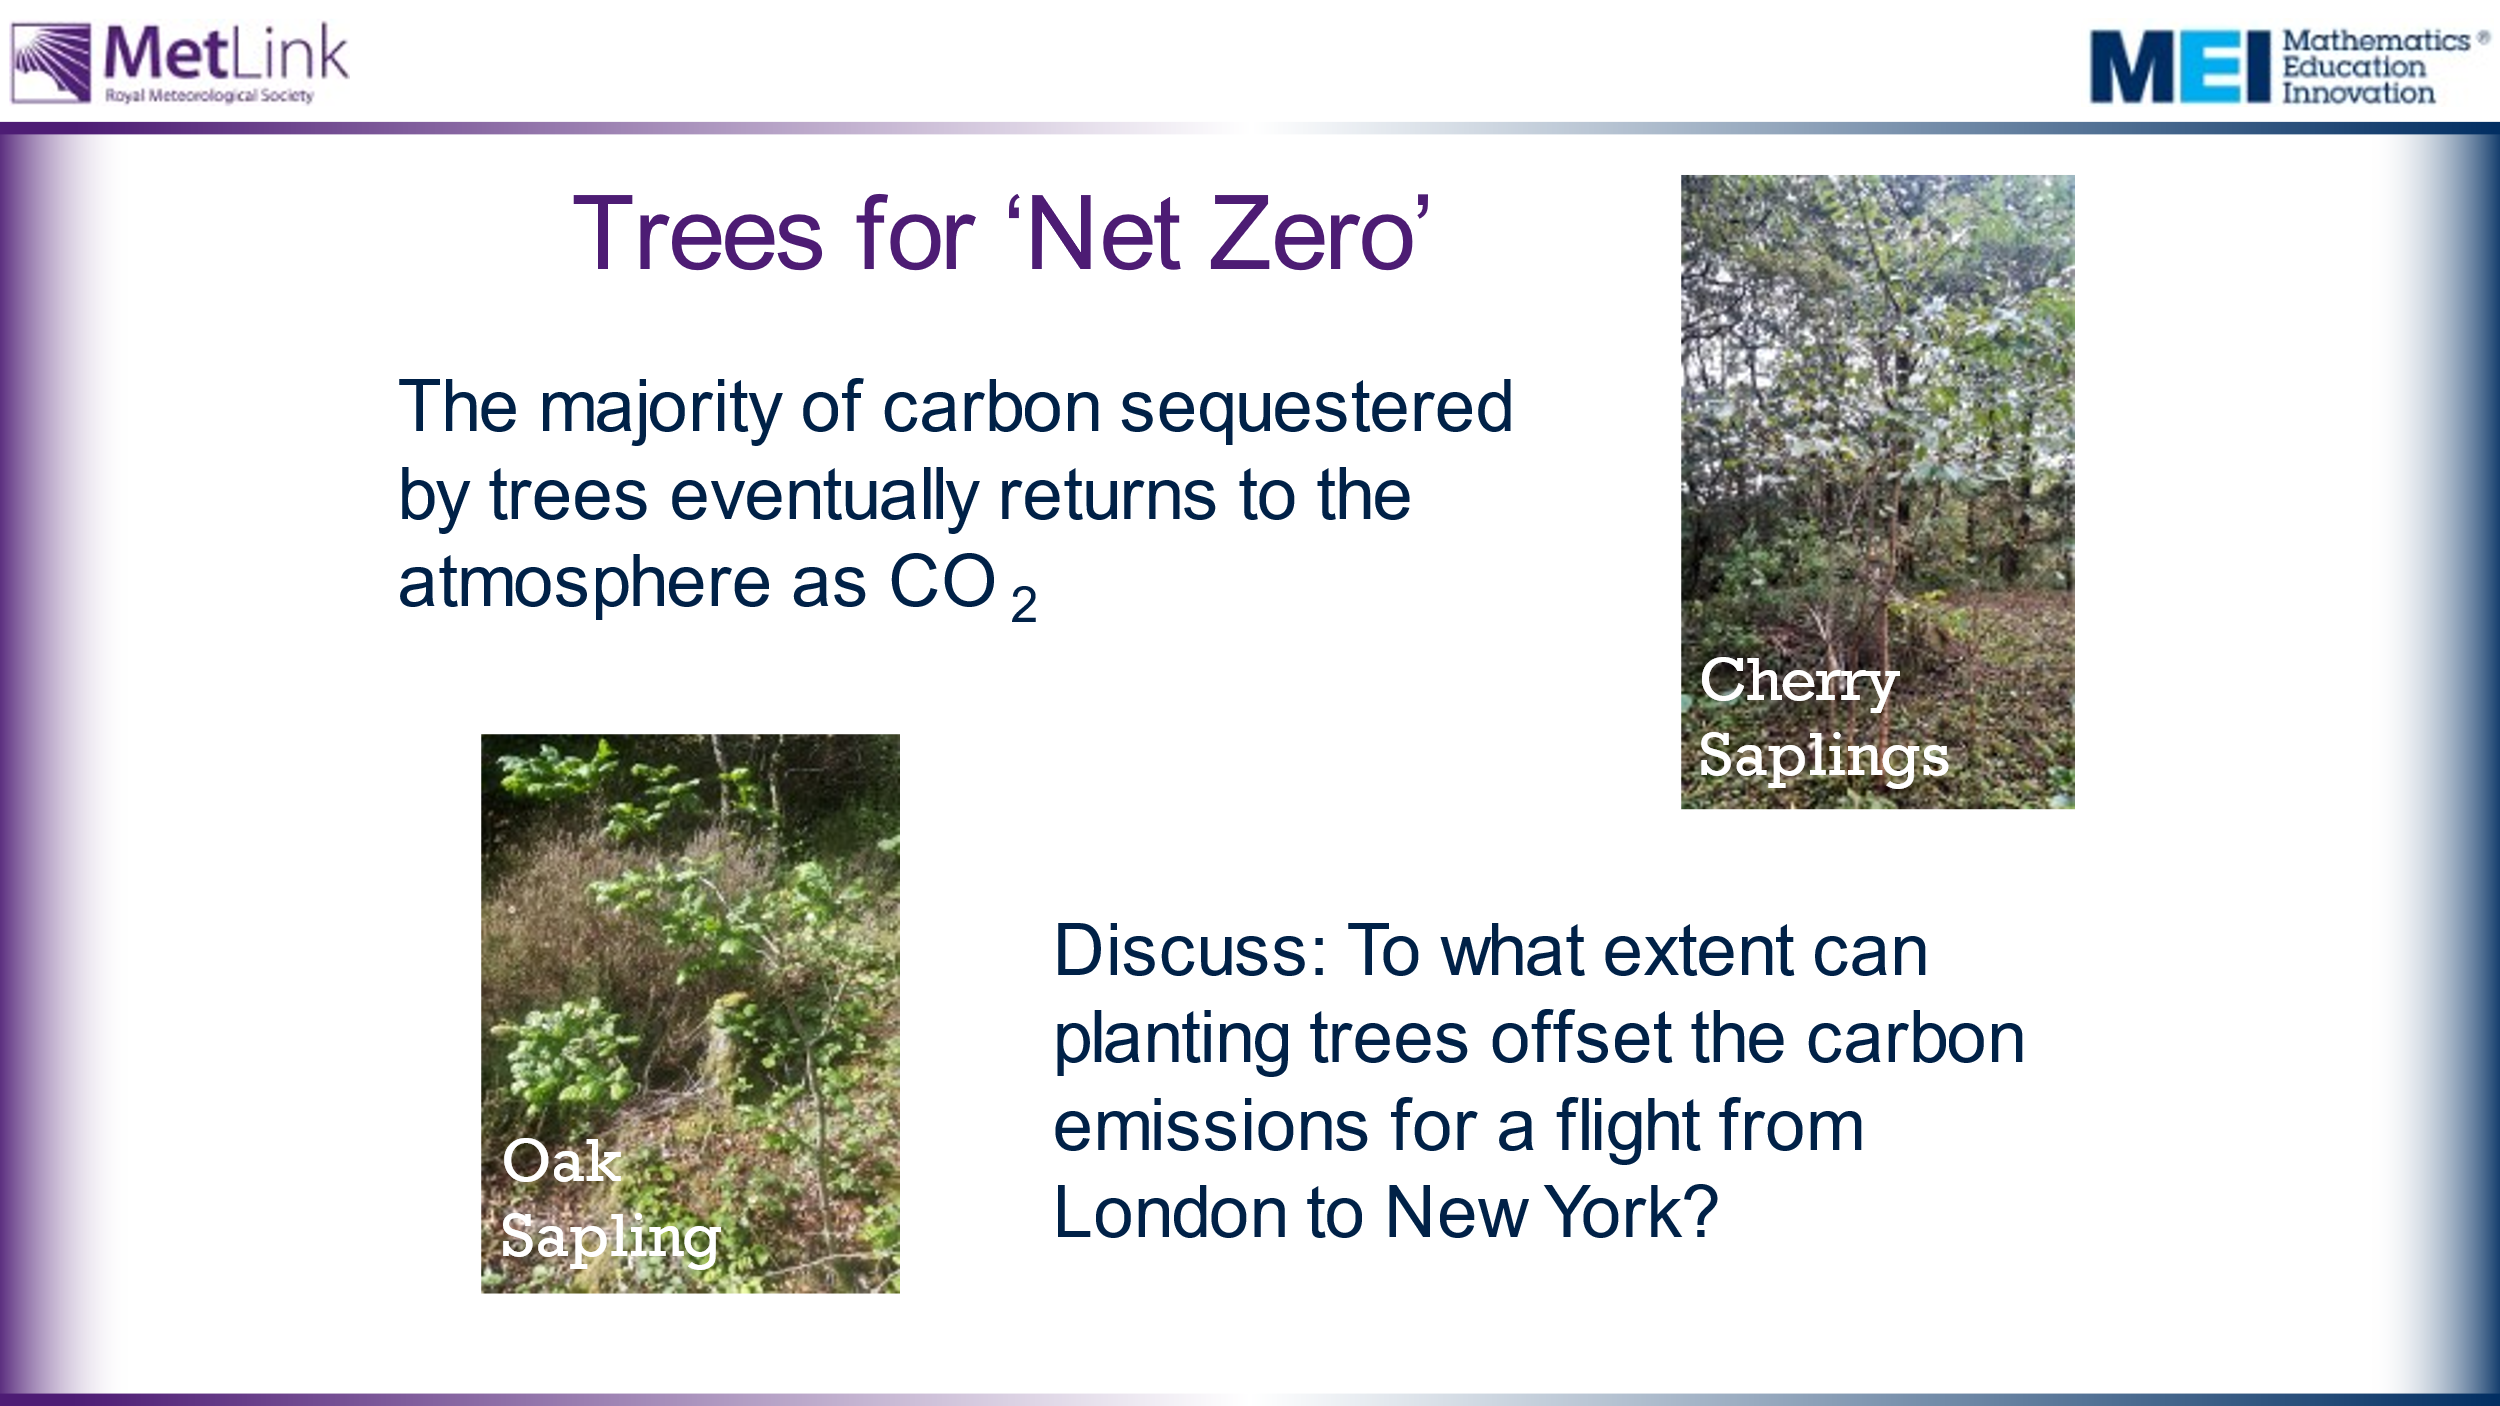 MetLink
Royal Meteorological Society
MEI Mathematics ®
Education
Innovation
Trees for ‘Net Zero’
The majority of carbon sequestered
by trees eventually returns to the
atmosphere as CO 2
Cherry
Saplings
Oak
Sapling
Discuss: To what extent can
planting trees offset the carbon
emissions for a flight from
London to New York?